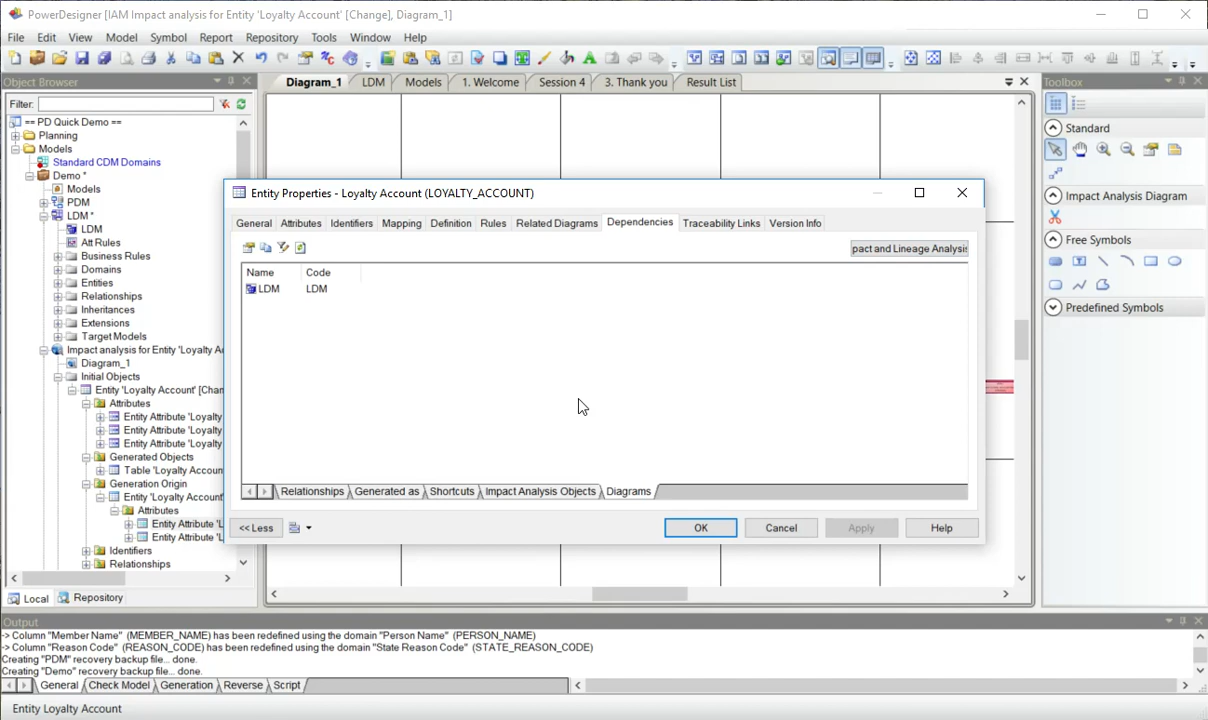 PowerDesigner [IAM Impact analysis for Entity 'Loyalty Account' [Change], Diagram_1]
File Edit View Model Symbol Report Repository Tools Window Help
Object Browser
Filter:
== PD Quick Demo ==
Planning
Models
Standard CDM Domains
Demo *
Models
PDM
LDM *
LDM
Att Rules
Business Rules
Domains
Entities
Relationships
Inheritances
Extensions
Target Models
Impact analysis for Entity 'Loyalty A
Diagram_1
Initial Objects
Entity 'Loyalty Account' [Chan
Attributes
Entity Attribute 'Loyalty
Entity Attribute 'Loyalty
Entity Attribute 'Loyalty
Generated Objects
Table 'Loyalty Accoun
Generation Origin
Entity 'Loyalty Account'
Attributes
Entity Attribute 'L
Entity Attribute 'L
Identifiers
Relationships
Local Repository
Diagram_1 LDM Models 1. Welcome Session 4 3. Thank you Result List
Entity Properties - Loyalty Account (LOYALTY_ACCOUNT)
General Attributes Identifiers Mapping Definition Rules Related Diagrams Dependencies Traceability Links Version Info
pact and Lineage Analysis
Name Code
LDM LDM
Relationships Generated as Shortcuts Impact Analysis Objects Diagrams
<< Less OK Cancel Apply Help
Toolbox
Standard
Impact Analysis Diagram
Free Symbols
Predefined Symbols
Output
-> Column "Member Name" (MEMBER_NAME) has been redefined using the domain "Person Name" (PERSON_NAME)
-> Column "Reason Code" (REASON_CODE) has been redefined using the domain "State Reason Code" (STATE_REASON_CODE)
Creating "PDM" recovery backup file... done.
Creating "Demo" recovery backup file... done.
General Check Model Generation Reverse Script
Entity Loyalty Account